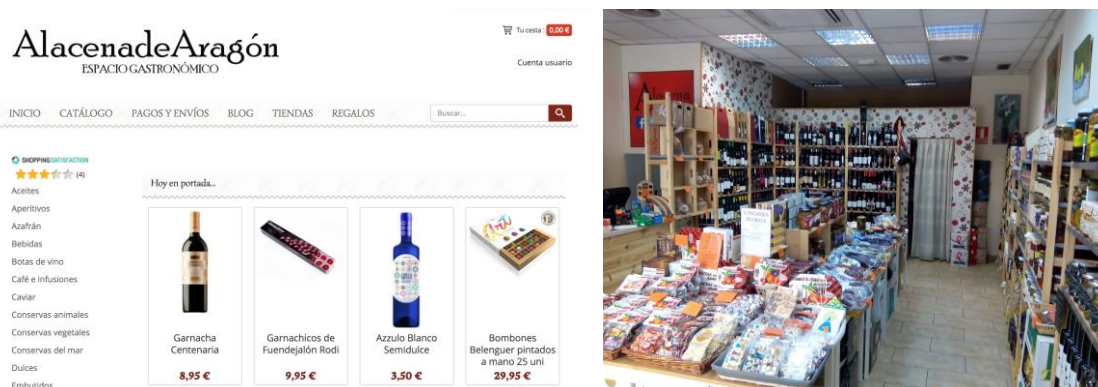 AlacenadeAragón
ESPACIO GASTRONÓMICO
Tu cesta : 0,00 €
Cuenta usuario
INICIO CATÁLOGO PAGOS Y ENVÍOS BLOG TIENDAS REGALOS Buscar...
SHOPPING SATISFACTION
(4)
Aceites
Aperitivos
Azafrán
Bebidas
Botas de vino
Café e infusiones
Caviar
Conservas animales
Conservas vegetales
Conservas del mar
Dulces
Embutidos
Hoy en portada...
Garnacha
Centenaria
8,95 €
Garnachicos de
Fuendejalón Rodi
9,95 €
Azzulo Blanco
Semidulce
3,50 €
Bombones
Belenguer pintados
a mano 25 uni
29,95 €
Alacena
LONGANIZA